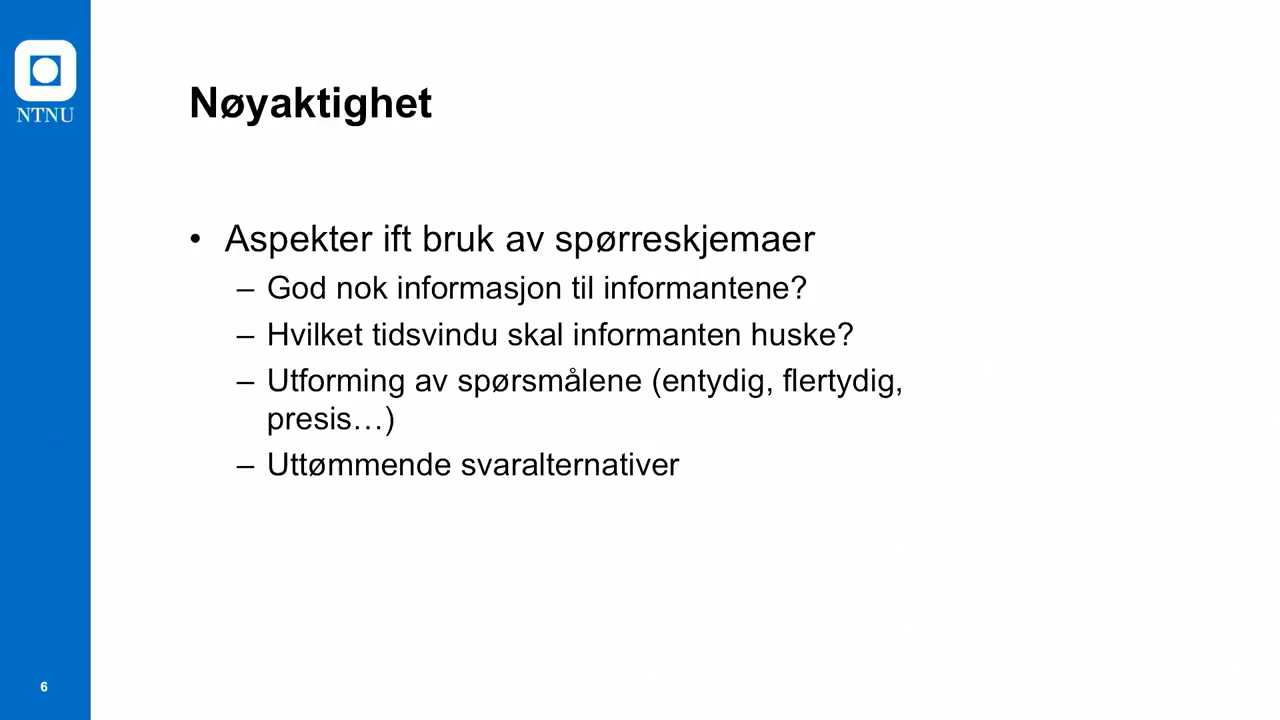 NTNU
Nøyaktighet
• Aspekter ift bruk av spørreskjemaer
– God nok informasjon til informantene?
– Hvilket tidsvindu skal informanten huske?
– Utforming av spørsmålene (entydig, flertydig,
presis…)
– Uttømmende svaralternativer
6